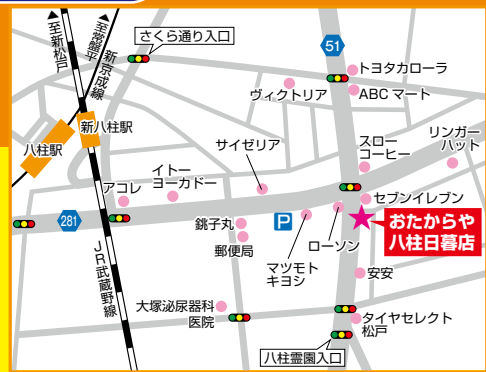 至新松戸
至常盤平
新京成線
さくら通り入口
51
トヨタカローラ
ABCマート
ヴィクトリア
新八柱駅
八柱駅
サイゼリア
スロー
コーヒー
リンガー
ハット
イトー
ヨーカドー
アコレ
281
セブンイレブン
おたからや
八柱日暮店
銚子丸
P
ローソン
郵便局
マツモト
キヨシ
JR武蔵野線
安安
大塚泌尿器科
医院
タイヤセレクト
松戸
八柱霊園入口